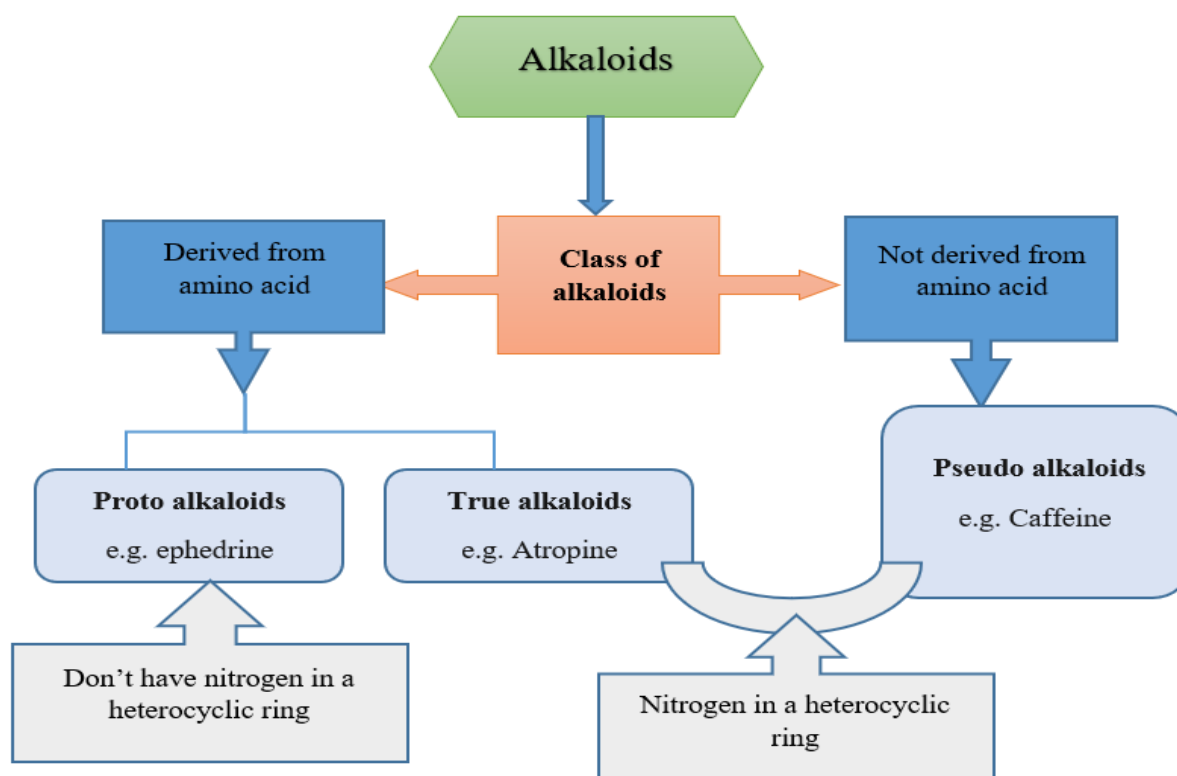 Alkaloids
Derived from
amino acid
Class of
alkaloids
Not derived from
amino acid
Proto alkaloids
e.g. ephedrine
True alkaloids
e.g. Atropine
Pseudo alkaloids
e.g. Caffeine
Don’t have nitrogen in a
heterocyclic ring
Nitrogen in a heterocyclic
ring